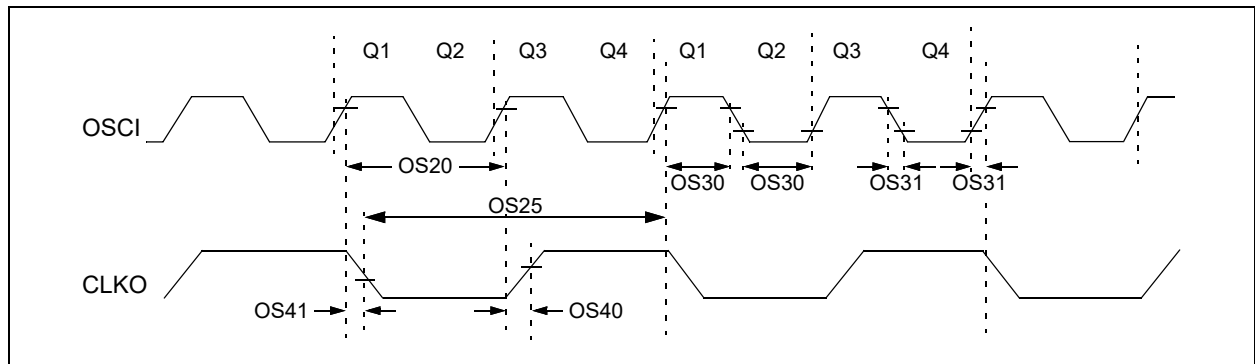 Q1 Q2 Q3 Q4 Q1 Q2 Q3 Q4
OSCI
OS20
OS30 OS30 OS31 OS31
OS25
CLKO
OS41 OS40